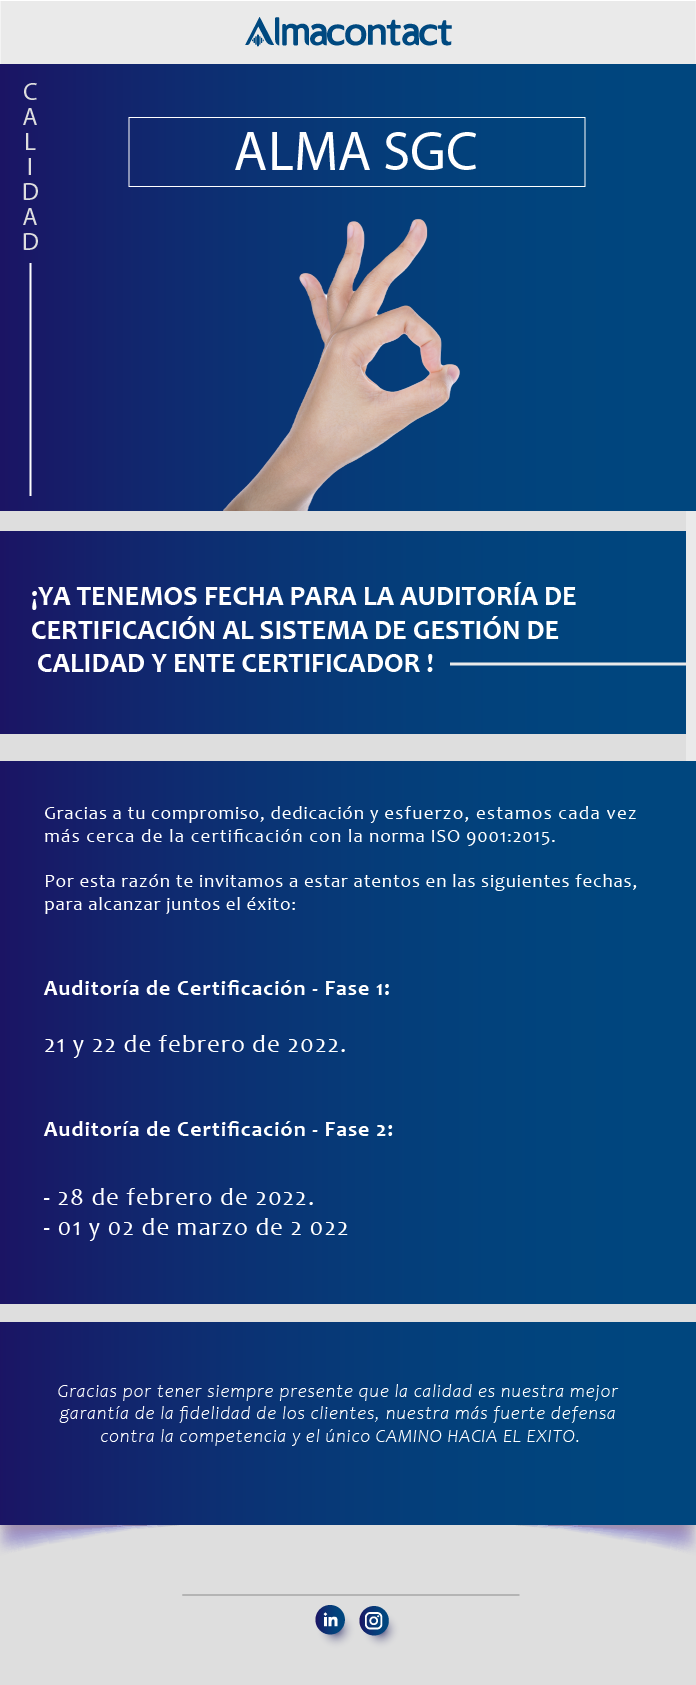 Almacontact
CALIDAD
ALMA SGC
¡YA TENEMOS FECHA PARA LA AUDITORÍA DE
CERTIFICACIÓN AL SISTEMA DE GESTIÓN DE
CALIDAD Y ENTE CERTIFICADOR !
Gracias a tu compromiso, dedicación y esfuerzo, estamos cada vez
más cerca de la certificación con la norma ISO 9001:2015.
Por esta razón te invitamos a estar atentos en las siguientes fechas,
para alcanzar juntos el éxito:
Auditoría de Certificación - Fase 1:
21 y 22 de febrero de 2022.
Auditoría de Certificación - Fase 2:
- 28 de febrero de 2022.
- 01 y 02 de marzo de 2 022
Gracias por tener siempre presente que la calidad es nuestra mejor
garantía de la fidelidad de los clientes, nuestra más fuerte defensa
contra la competencia y el único CAMINO HACIA EL EXITO.
in